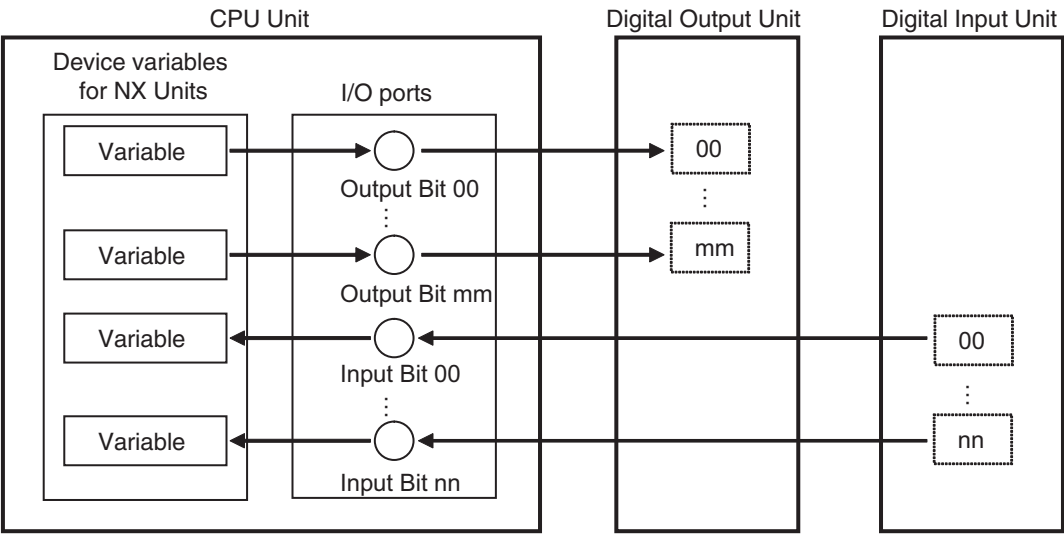 CPU Unit
Digital Output Unit
Digital Input Unit
Device variables
for NX Units
I/O ports
Variable
Output Bit 00
00
Variable
Output Bit mm
mm
Variable
Input Bit 00
00
Variable
Input Bit nn
nn